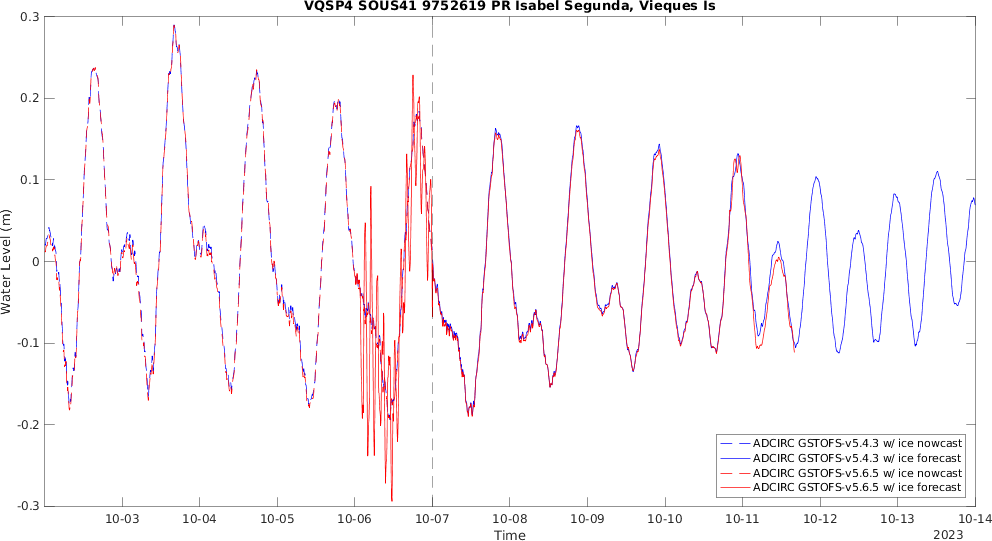 VQSP4 SOUS41 9752619 PR Isabel Segunda, Vieques Is
0.3
0.2
0.1
0
-0.1
-0.2
-0.3
Water Level (m)
10-03
10-04
10-05
10-06
10-07
10-08
10-09
10-10
10-11
10-12
10-13
10-14
Time
2023
ADCIRC GSTOFS-v5.4.3 w/ ice nowcast
ADCIRC GSTOFS-v5.4.3 w/ ice forecast
ADCIRC GSTOFS-v5.6.5 w/ ice nowcast
ADCIRC GSTOFS-v5.6.5 w/ ice forecast